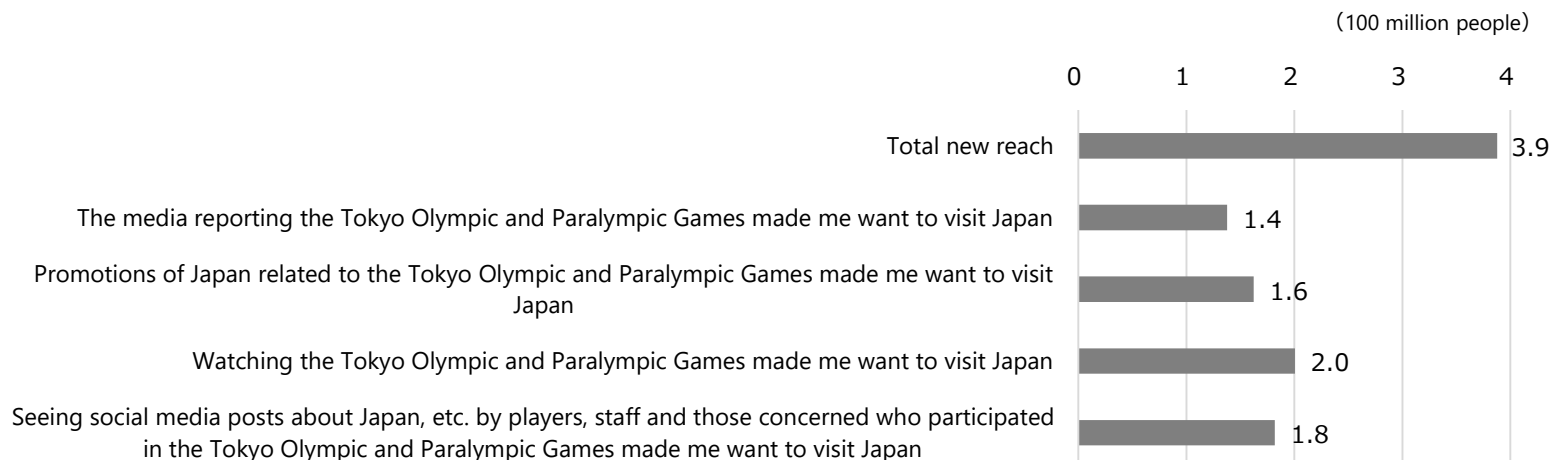 （100 million people）
0 1 2 3 4
Total new reach 3.9
The media reporting the Tokyo Olympic and Paralympic Games made me want to visit Japan 1.4
Promotions of Japan related to the Tokyo Olympic and Paralympic Games made me want to visit
Japan 1.6
Watching the Tokyo Olympic and Paralympic Games made me want to visit Japan 2.0
Seeing social media posts about Japan, etc. by players, staff and those concerned who participated
in the Tokyo Olympic and Paralympic Games made me want to visit Japan 1.8